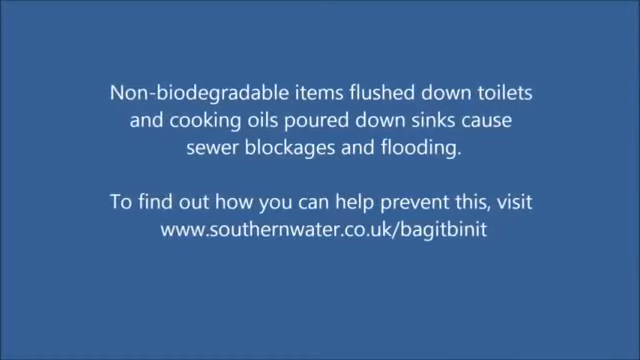 Non-biodegradable items flushed down toilets
and cooking oils poured down sinks cause
sewer blockages and flooding.
To find out how you can help prevent this, visit
www.southernwater.co.uk/bagitbinit